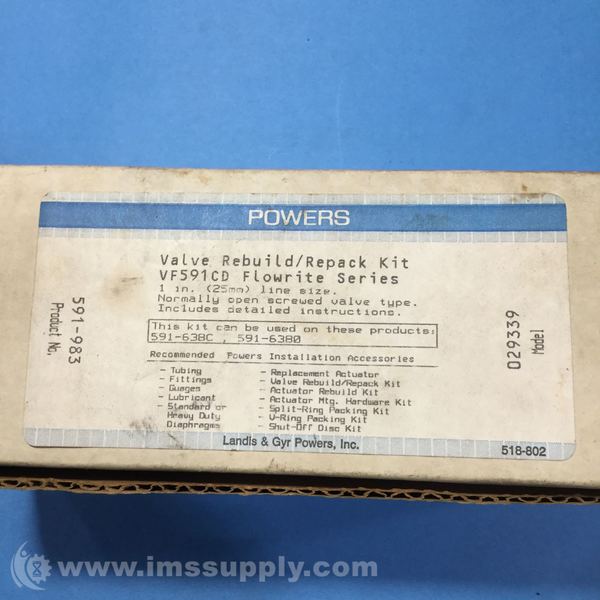 POWERS
Valve Rebuild/Repack Kit
VF591CD Flowrite Series
1 in. (25mm) line size.
Normally open screwed valve type.
Includes detailed instructions.
This kit can be used on these products:
591-638C , 591-6380
Recommended Powers Installation Accessories
- Tubing
- Fittings
- Guages
- Lubricant
- Standard or
Heavy Duty
Diaphragms
- Replacement Actuator
- Valve Rebuild/Repack Kit
- Actuator Rebuild Kit
- Actuator Mtg. Hardware Kit
- Split-Ring Packing Kit
- V-Ring Packing Kit
- Shut-Off Disc Kit
591-983
Product No.
029339
Model
Landis & Gyr Powers, Inc.
518-802
www.imssupply.com